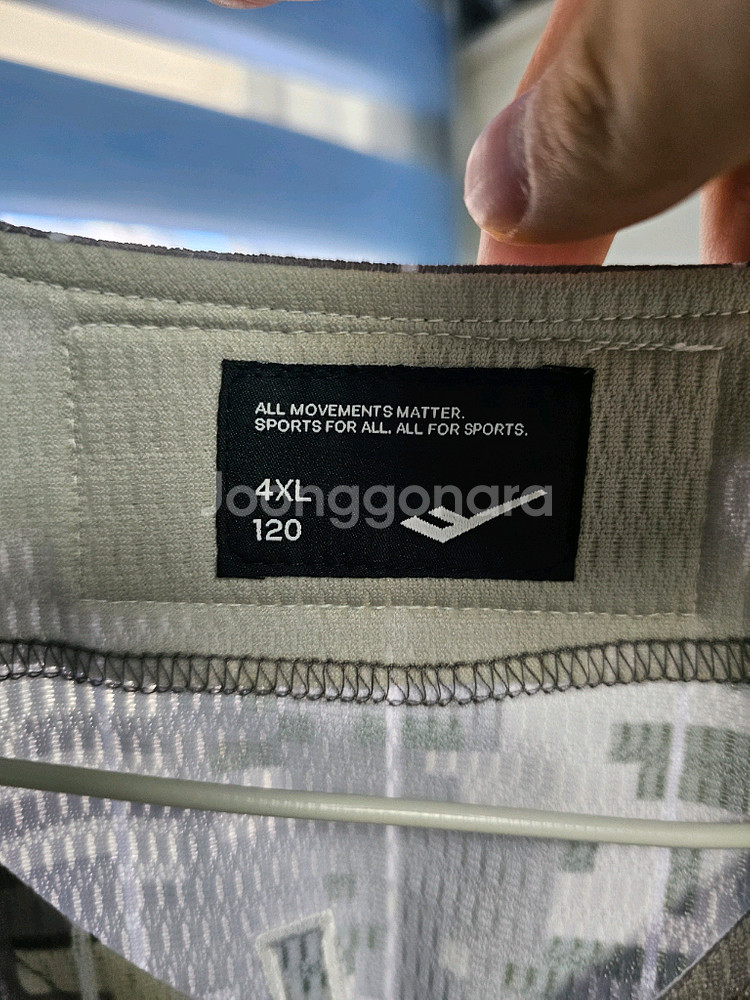 ALL MOVEMENTS MATTER.
SPORTS FOR ALL. ALL FOR SPORTS.
4XL
Joonggonara
120